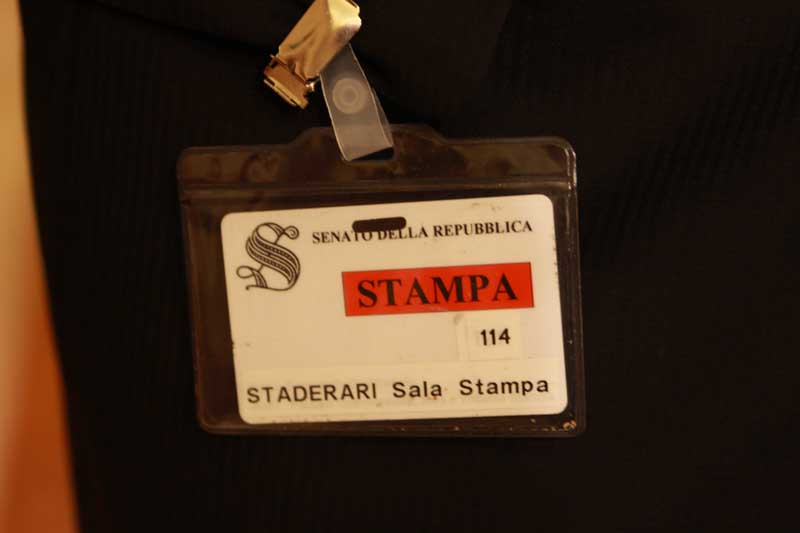 S SENATO DELLA REPUBBLICA
STAMPA
114
STADERARI Sala Stampa